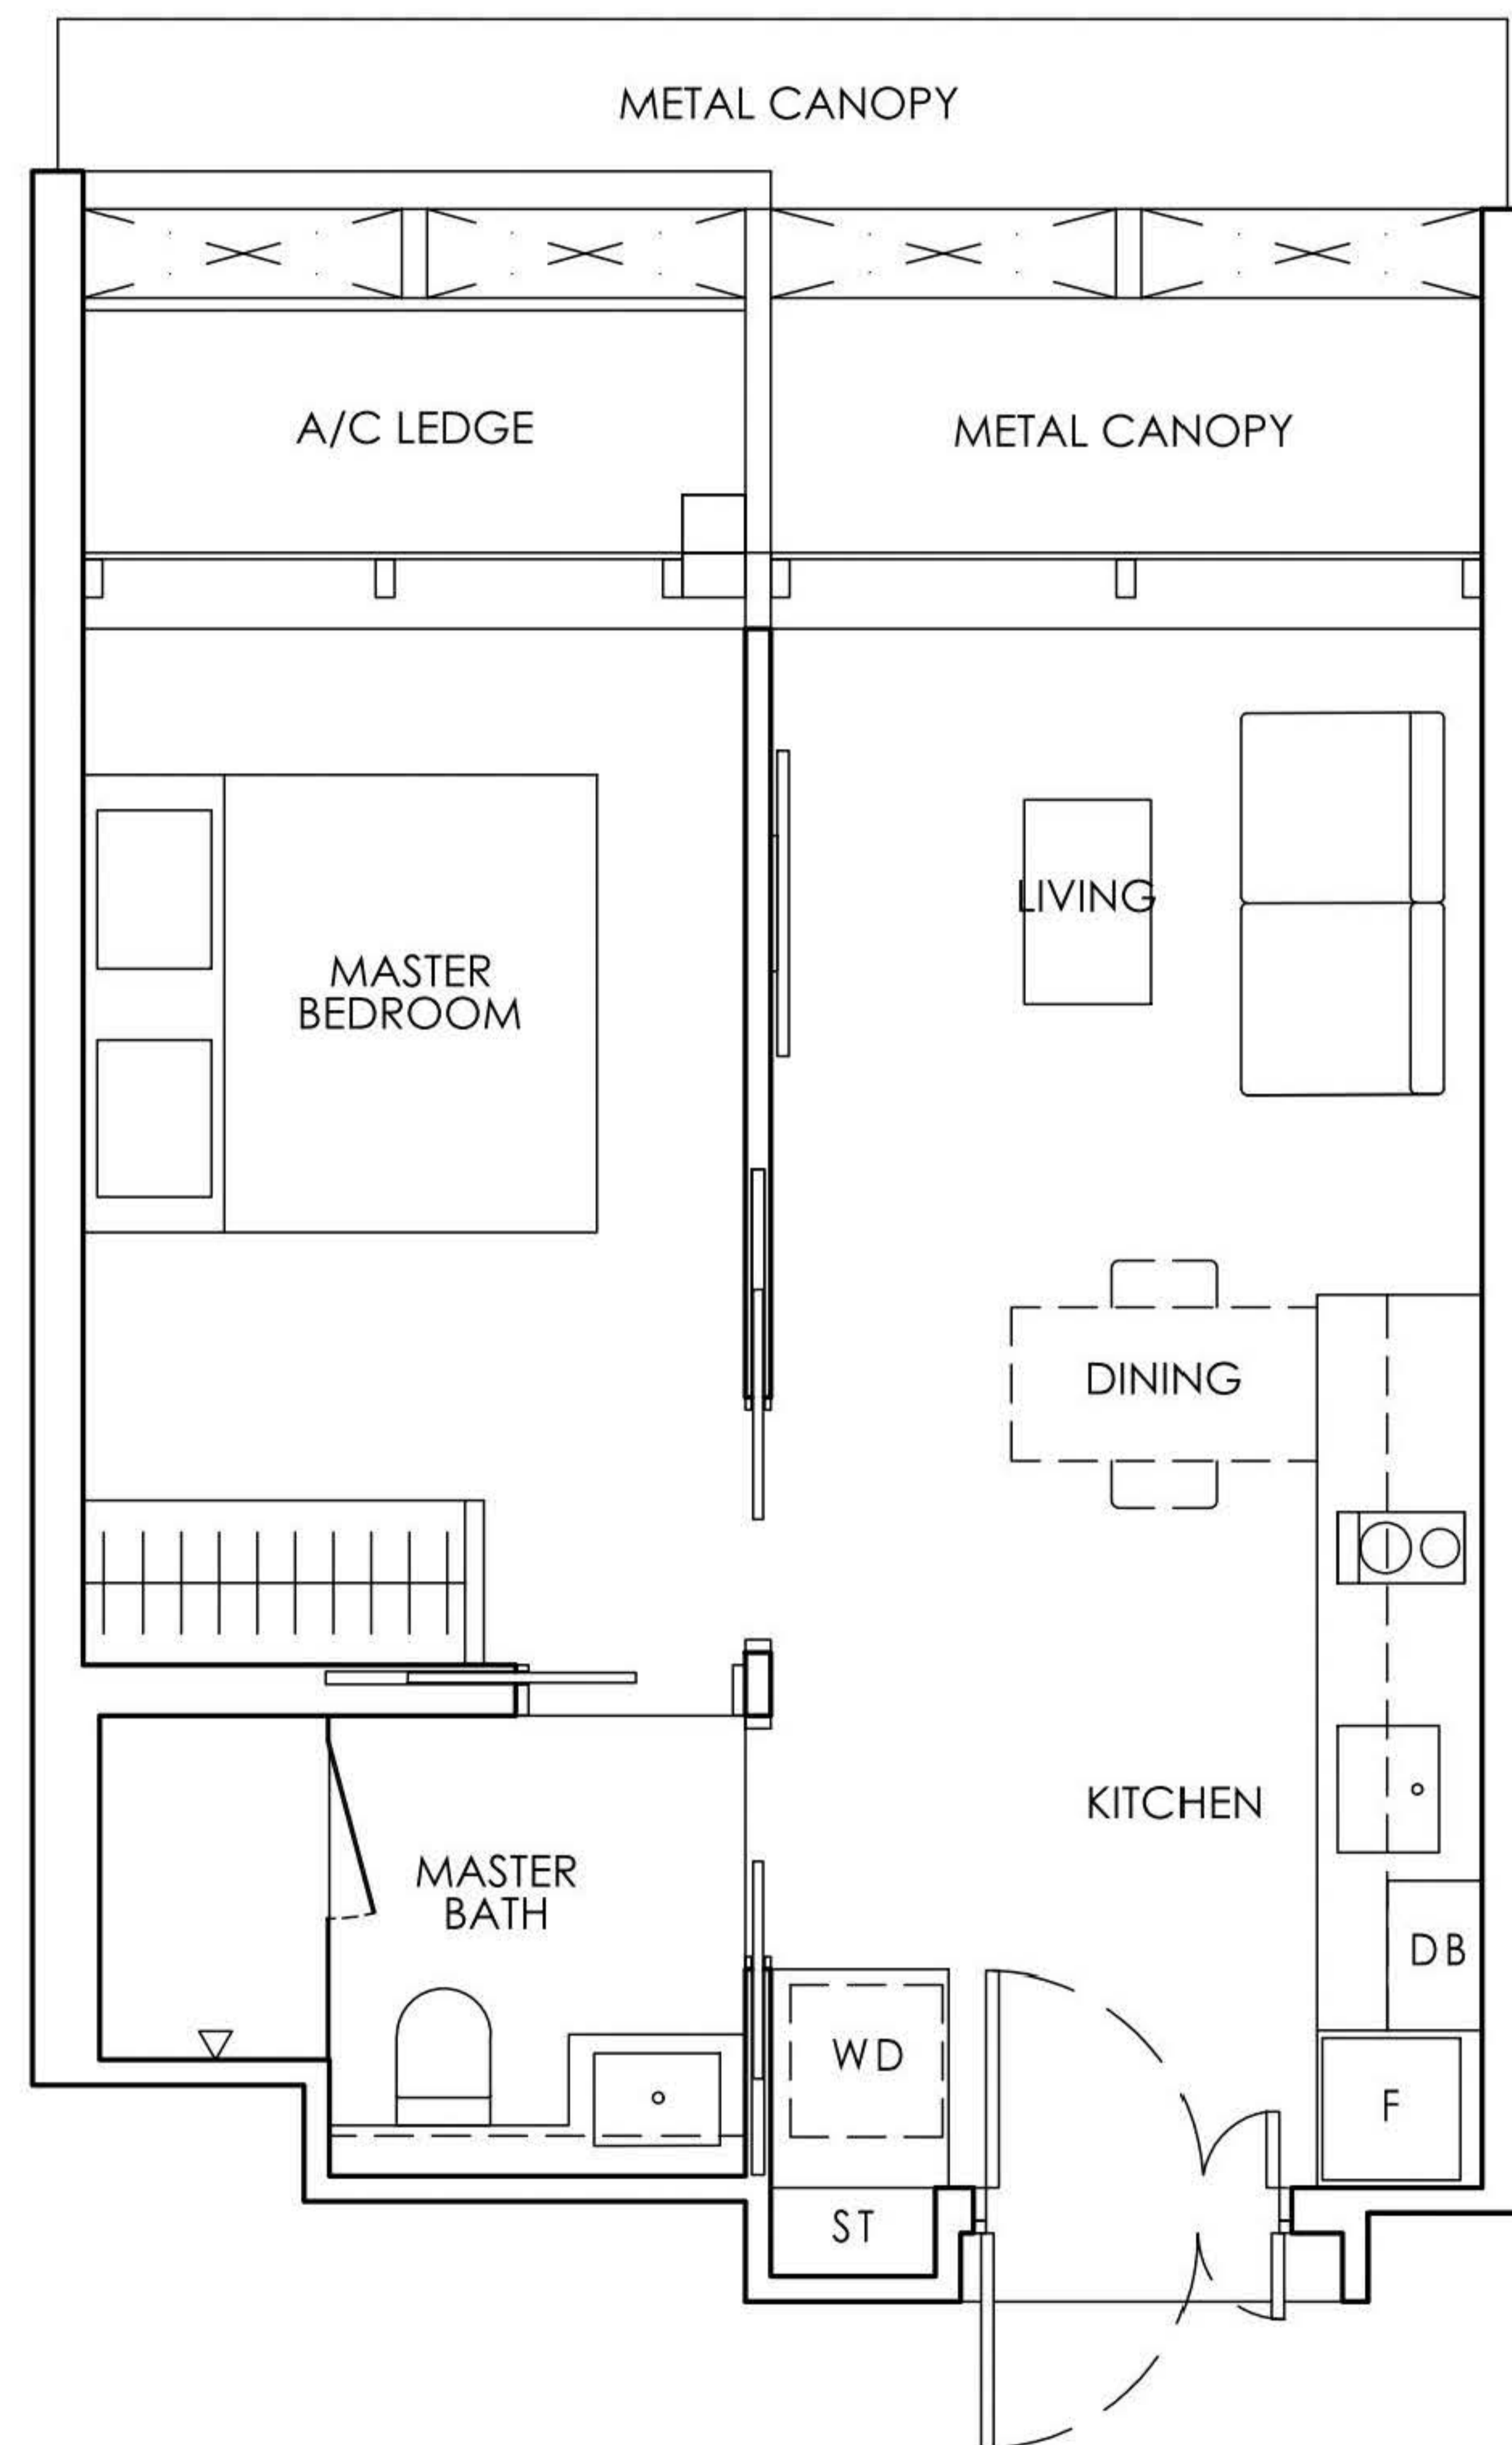 METAL CANOPY
A/C LEDGE
METAL CANOPY
LIVING
MASTER
BEDROOM
DINING
KITCHEN
MASTER
BATH
DB
WD
F
ST